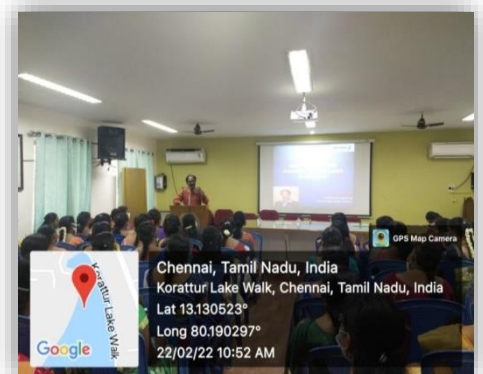 GPS Map Camera
Korattur Lake Walk
Google
Chennai, Tamil Nadu, India
Korattur Lake Walk, Chennai, Tamil Nadu, India
Lat 13.130523°
Long 80.190297°
22/02/22 10:52 AM